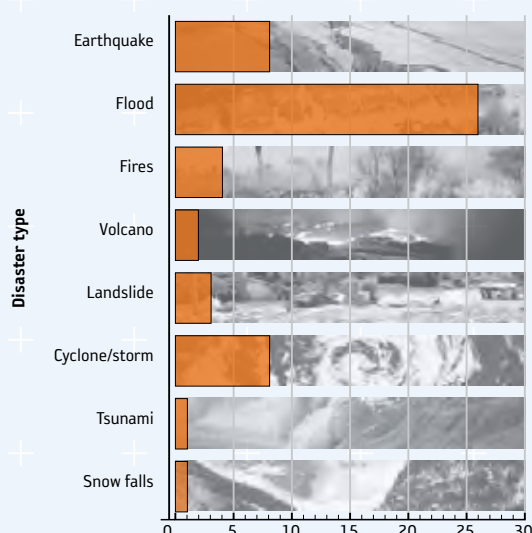 Disaster type
Earthquake
Flood
Fires
Volcano
Landslide
Cyclone/storm
Tsunami
Snow falls
0 5 10 15 20 25 30